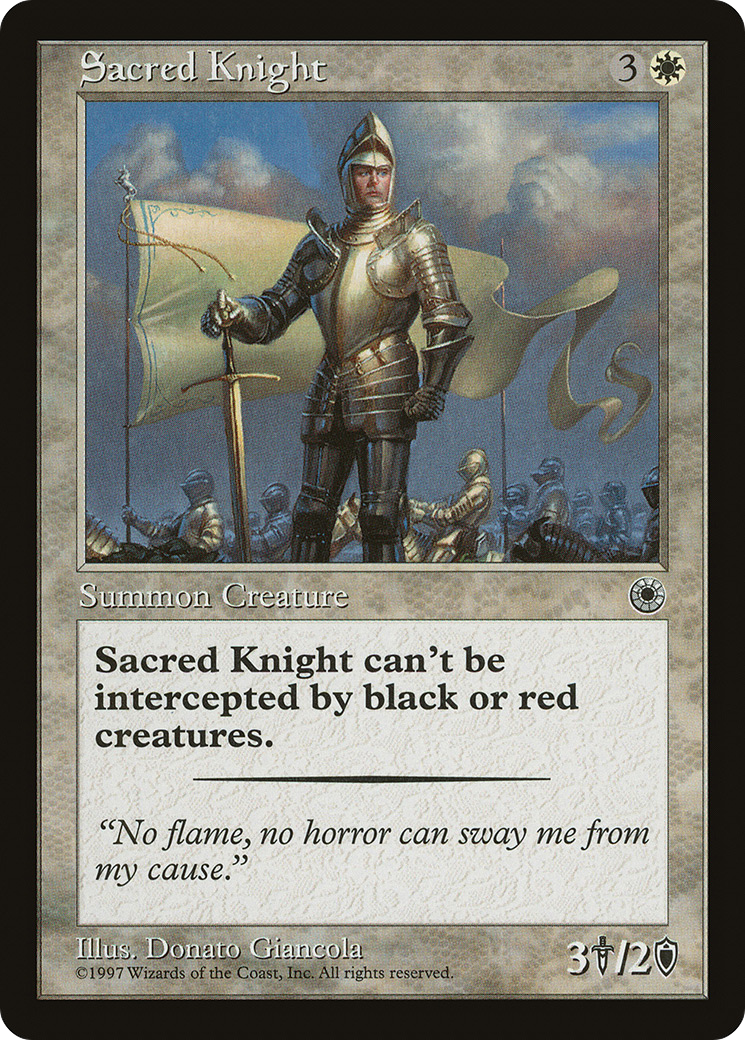 Sacred Knight 3
Summon Creature
Sacred Knight can't be
intercepted by black or red
creatures.
“No flame, no horror can sway me from
my cause.”
Illus. Donato Giancola
©1997 Wizards of the Coast, Inc. All rights reserved.
3/2